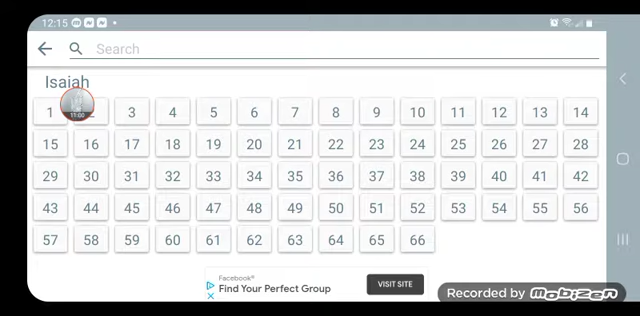 12:15
Search
Isaiah
1 2 3 4 5 6 7 8 9 10 11 12 13 14
11:00
15 16 17 18 19 20 21 22 23 24 25 26 27 28
29 30 31 32 33 34 35 36 37 38 39 40 41 42
43 44 45 46 47 48 49 50 51 52 53 54 55 56
57 58 59 60 61 62 63 64 65 66
Facebook®
Find Your Perfect Group
VISIT SITE
Recorded by Mobizen